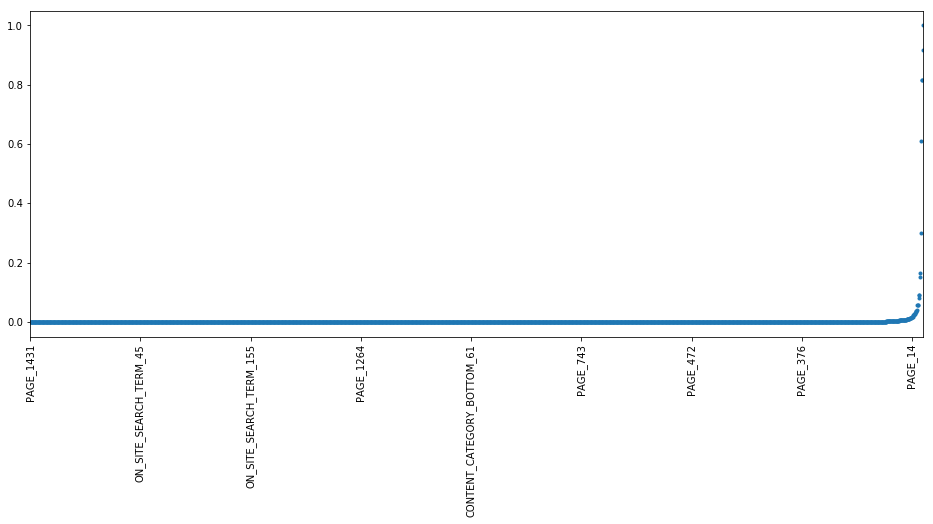 1.0
0.8
0.6
0.4
0.2
0.0
PAGE_1431
ON_SITE_SEARCH_TERM_45
ON_SITE_SEARCH_TERM_155
PAGE_1264
CONTENT_CATEGORY_BOTTOM_61
PAGE_743
PAGE_472
PAGE_376
PAGE_14